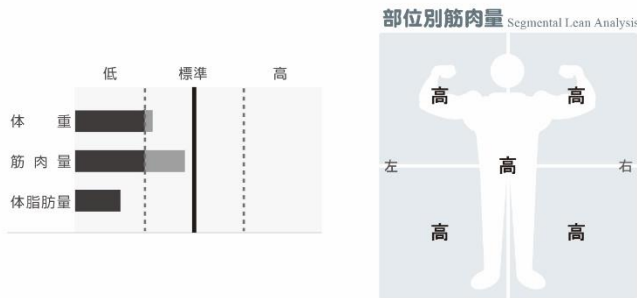 低 標準 高
体重
筋肉量
体脂肪量
部位別筋肉量 Segmental Lean Analysis
高 高
左 高 右
高 高